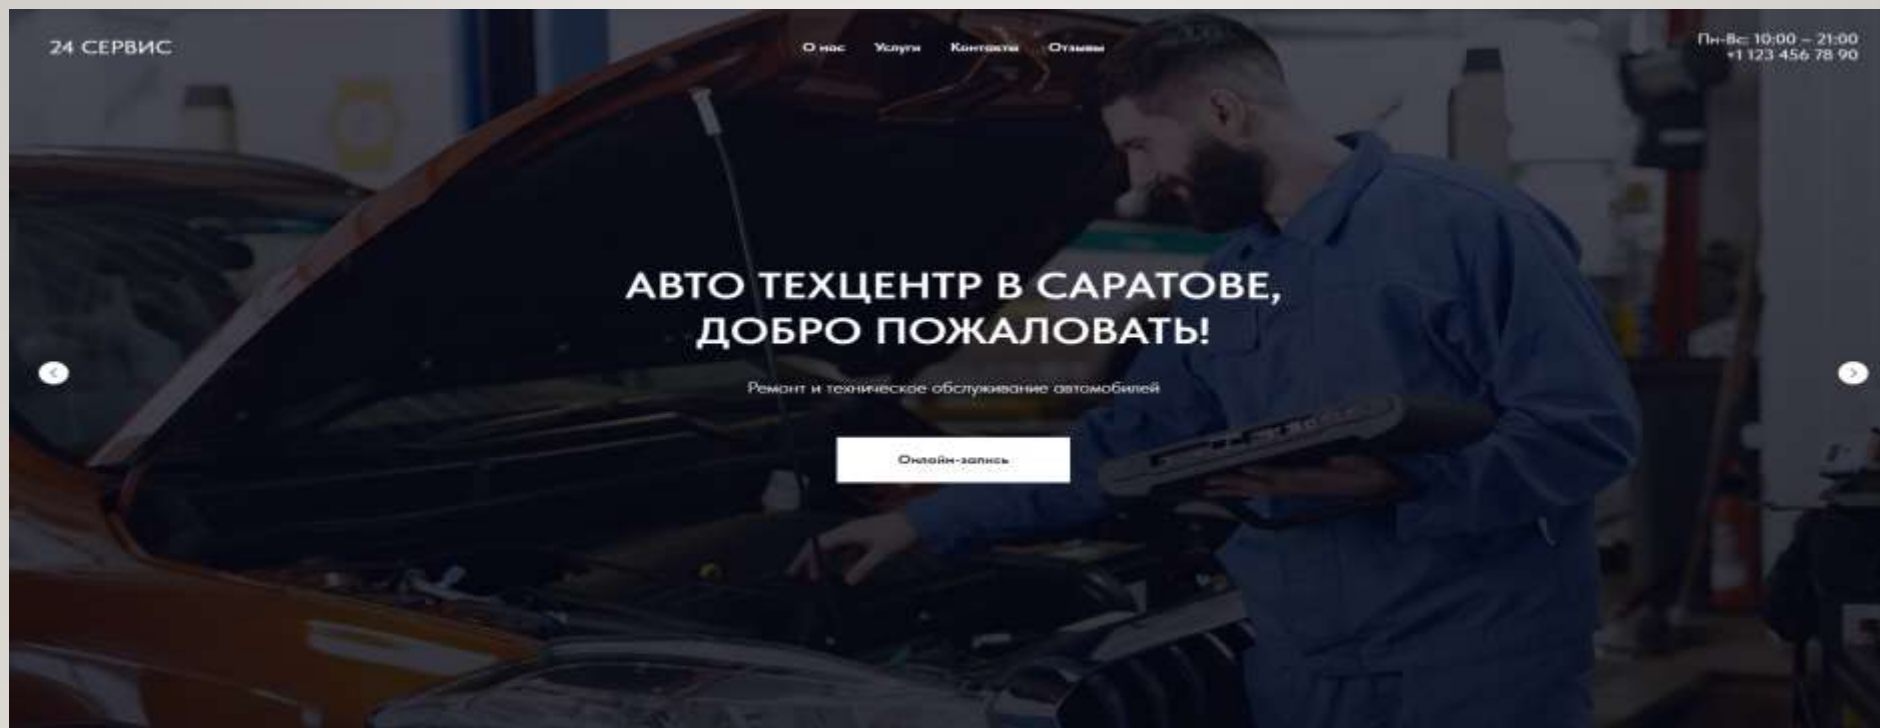 24 СЕРВИС
О нас Услуги Контакты Отзывы
Пн-Вс: 10:00 – 21:00
+1 123 456 78 90
АВТО ТЕХЦЕНТР В САРАТОВЕ,
ДОБРО ПОЖАЛОВАТЬ!
Ремонт и техническое обслуживание автомобилей
Онлайн-запись